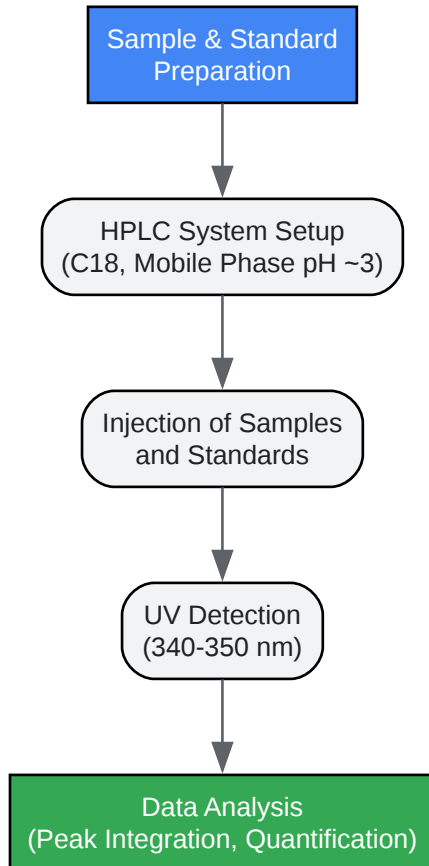 Sample & Standard
Preparation
HPLC System Setup
(C18, Mobile Phase pH ~3)
Injection of Samples
and Standards
UV Detection
(340-350 nm)
Data Analysis
(Peak Integration, Quantification)